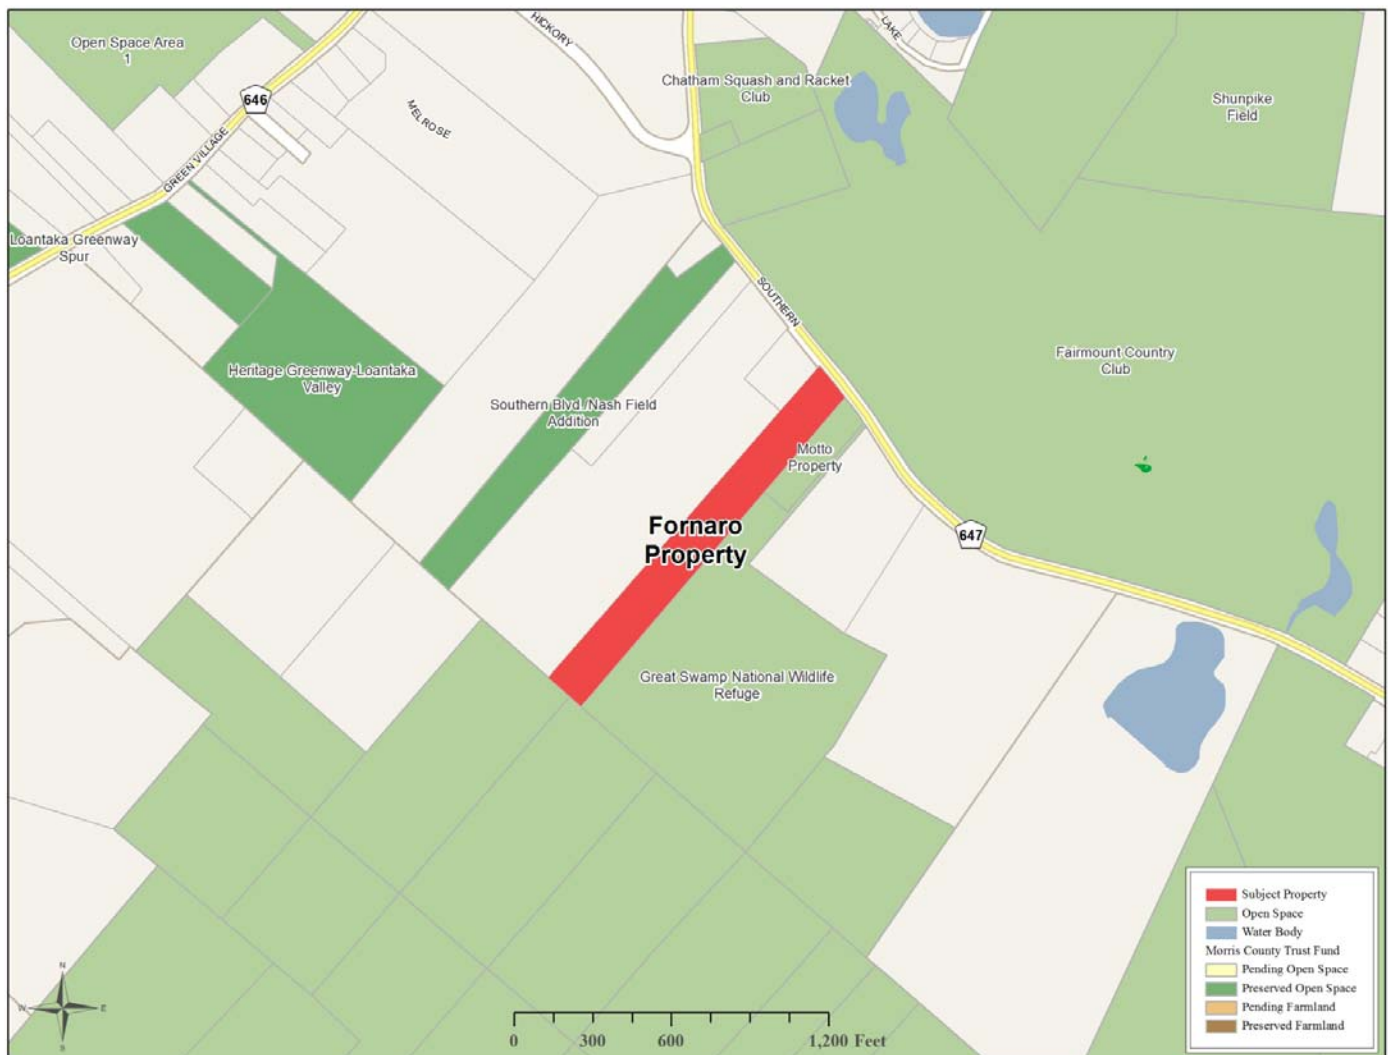 Open Space Area
1
646
GREEN VILLAGE
MELROSE
HICKORY
LAKE
Chatham Squash and Racket
Club
Shunpike
Field
Loantaka Greenway
Spur
SOUTHERN
Heritage Greenway-Loantaka
Valley
Southern Blvd./Nash Field
Addition
Fairmount Country
Club
Motto
Property
Fornaro
Property
647
Great Swamp National Wildlife
Refuge
Subject Property
Open Space
Water Body
Morris County Trust Fund
Pending Open Space
Preserved Open Space
Pending Farmland
Preserved Farmland
N
W
E
S
0 300 600 1,200 Feet